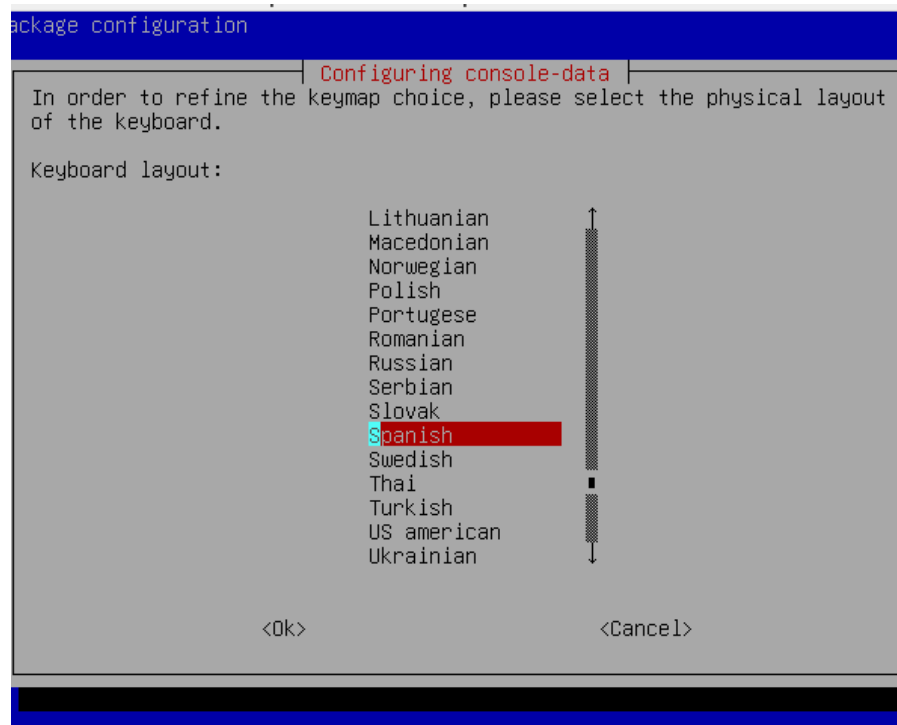 ackage configuration
Configuring console-data
In order to refine the keymap choice, please select the physical layout
of the keyboard.
Keyboard layout:
Lithuanian
Macedonian
Norwegian
Polish
Portugese
Romanian
Russian
Serbian
Slovak
Spanish
Swedish
Thai
Turkish
US american
Ukrainian
<Ok> <Cancel>